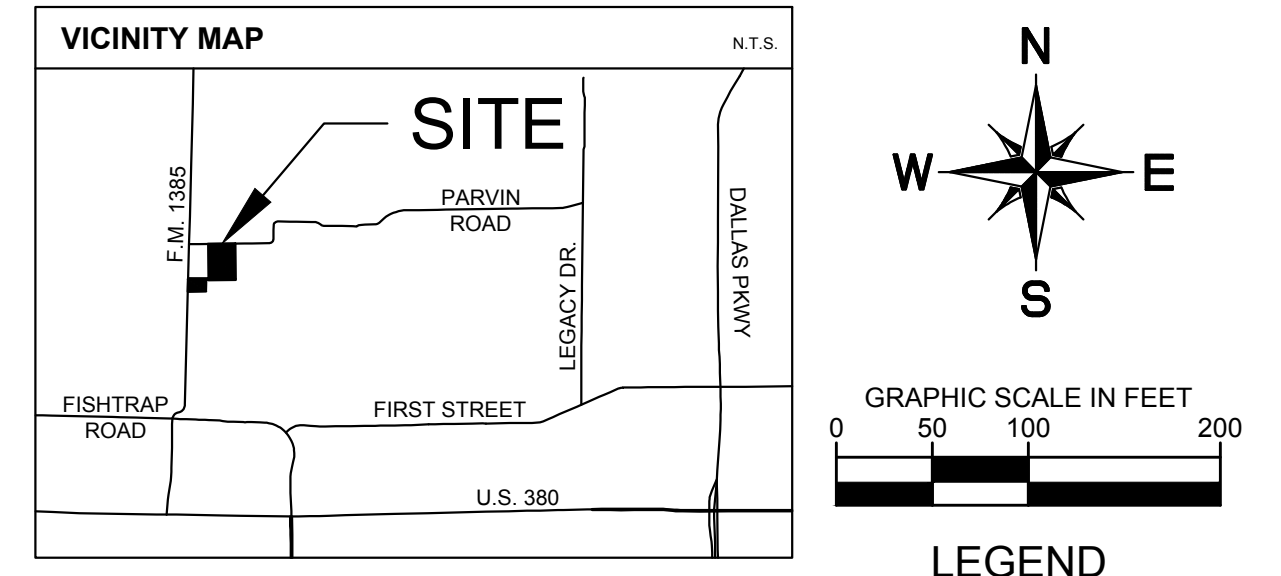 VICINITY MAP
N.T.S.
SITE
F.M. 1385
PARVIN
ROAD
LEGACY DR.
DALLAS PKWY
FISHTRAP
ROAD
FIRST STREET
U.S. 380
N
W
E
S
GRAPHIC SCALE IN FEET
0 50 100 200
LEGEND